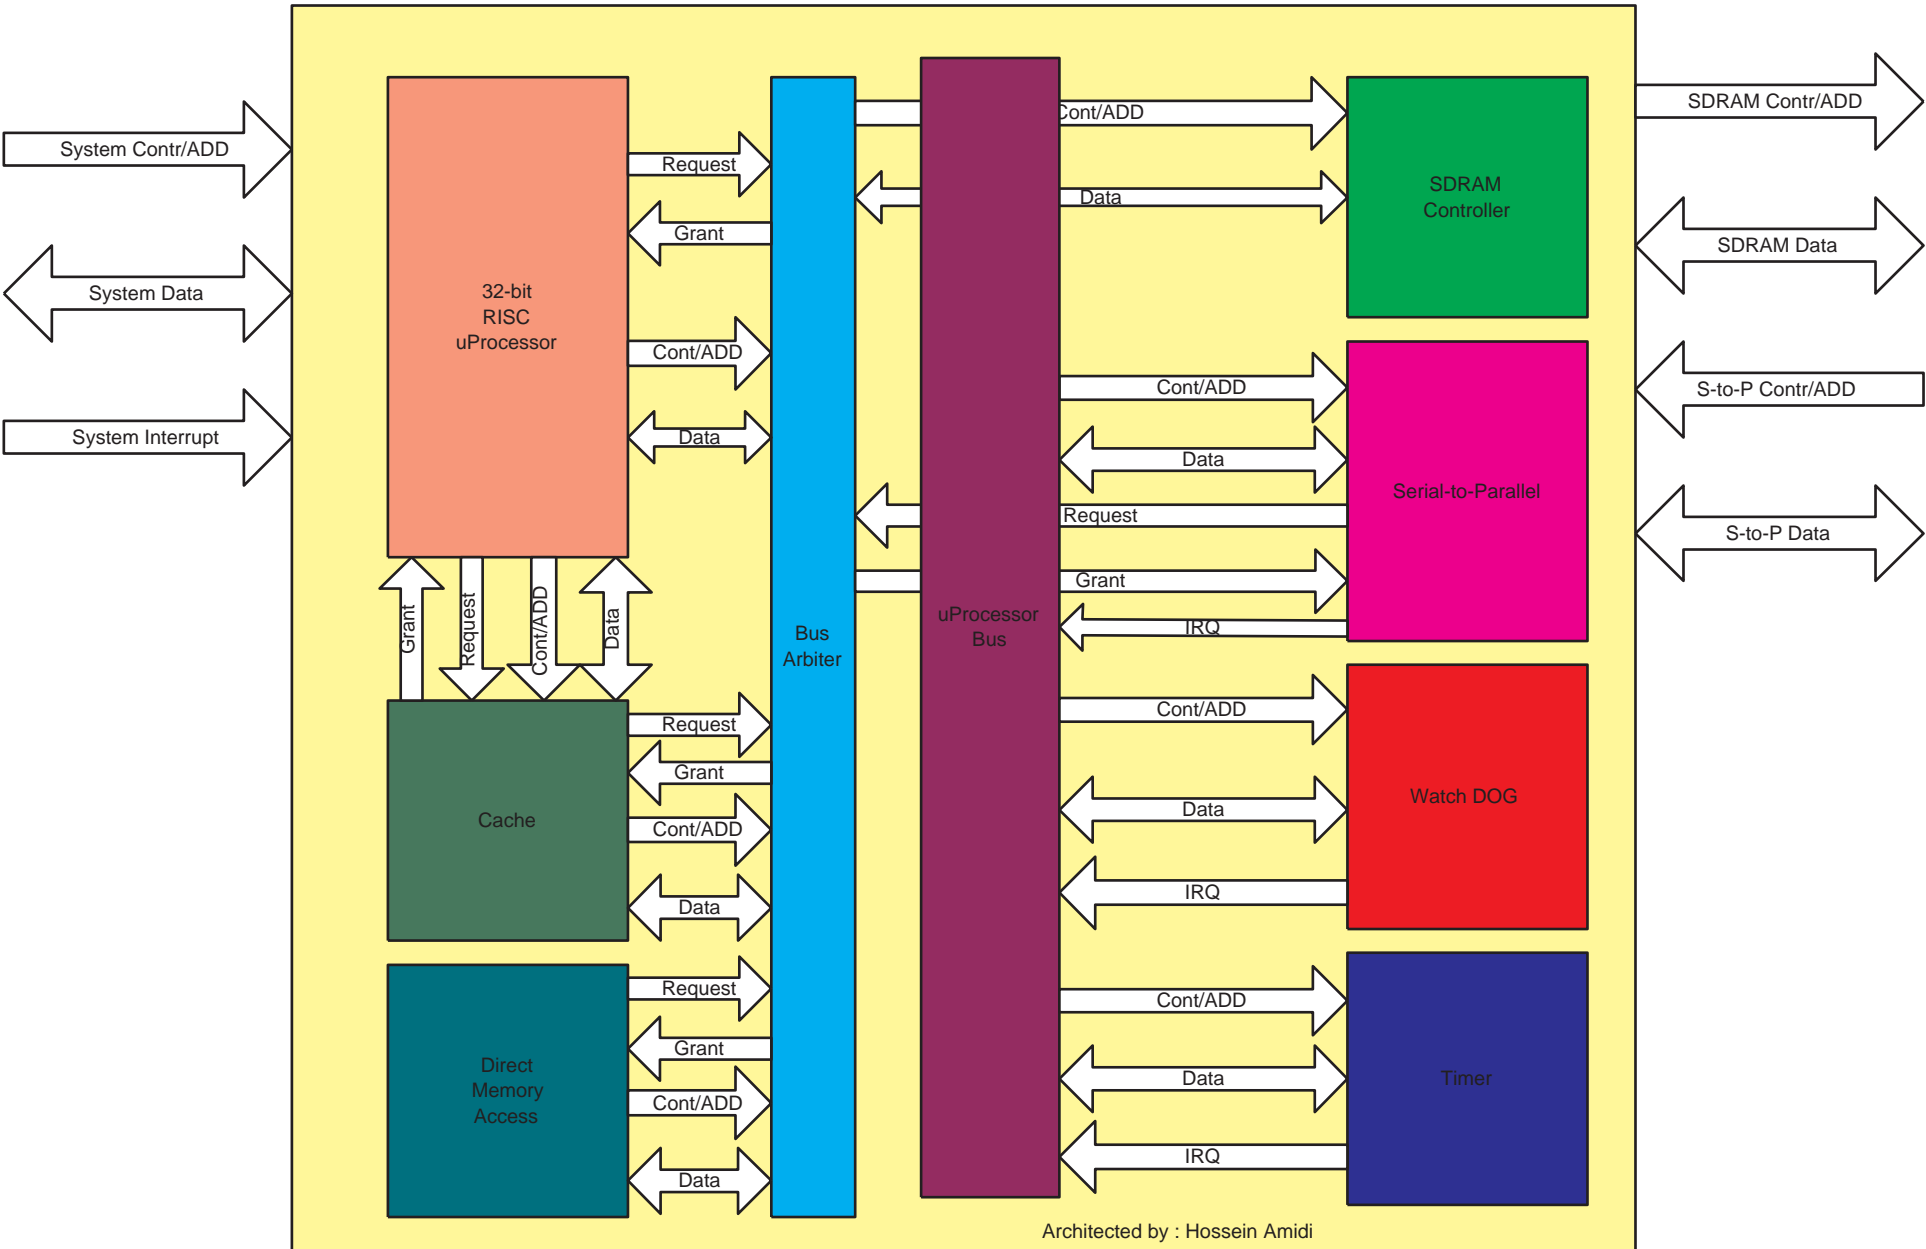 System Contr/ADD
System Data
System Interrupt
32-bit
RISC
uProcessor
Request
Grant
Cont/ADD
Data
Grant
Request
Cont/ADD
Data
Cache
Request
Grant
Cont/ADD
Data
Direct
Memory
Access
Request
Grant
Cont/ADD
Data
Bus
Arbiter
uProcessor
Bus
Cont/ADD
Data
SDRAM
Controller
Cont/ADD
Data
Request
Grant
IRQ
Serial-to-Parallel
Cont/ADD
Data
IRQ
Watch DOG
Cont/ADD
Data
IRQ
Timer
SDRAM Contr/ADD
SDRAM Data
S-to-P Contr/ADD
S-to-P Data
Architected by : Hossein Amidi